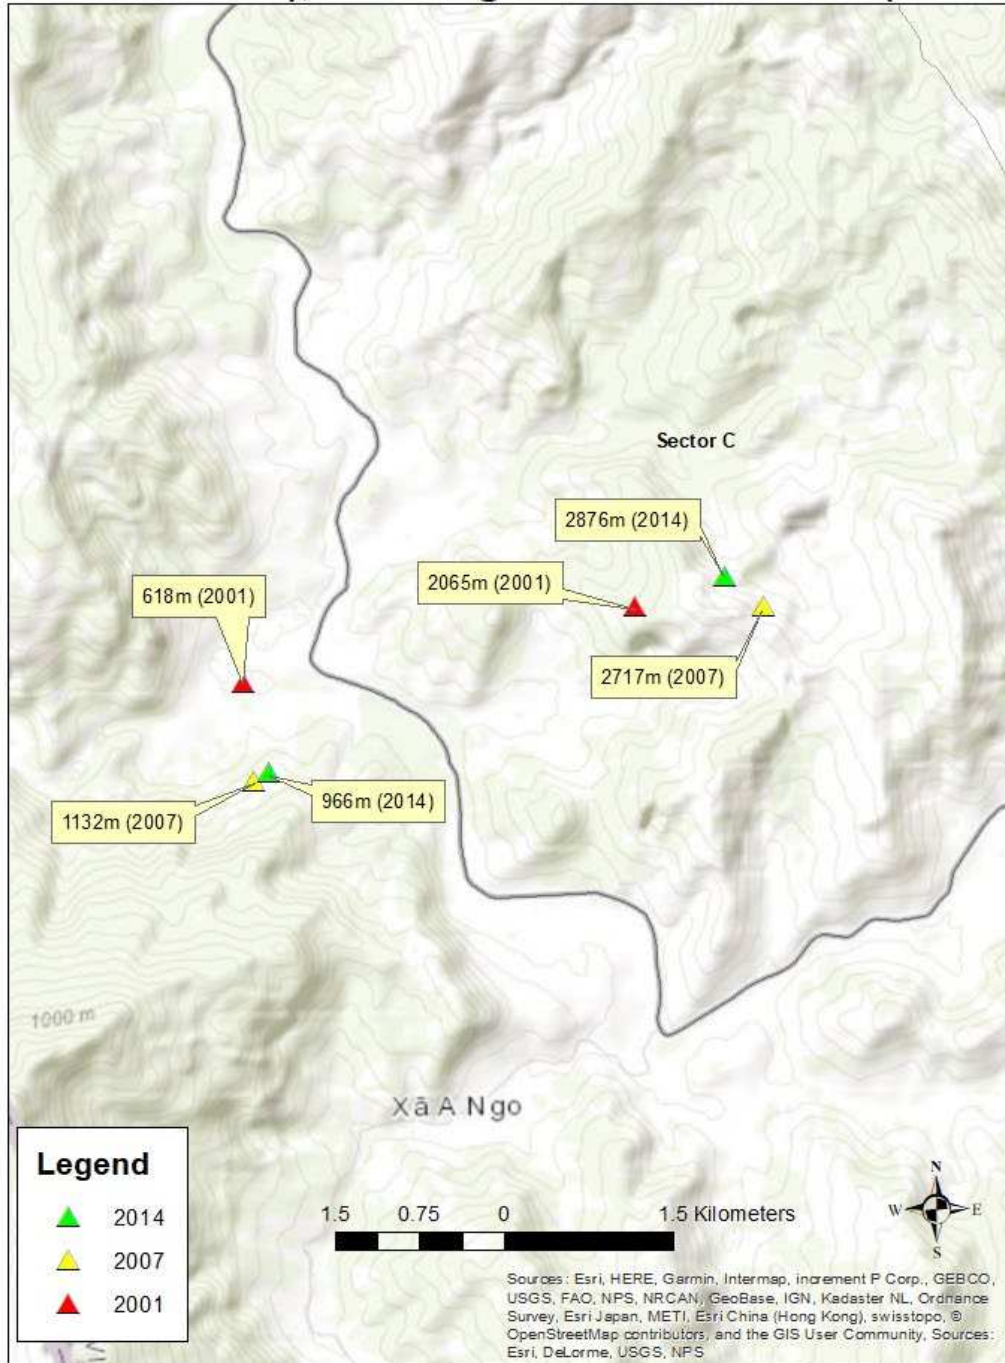 Sector C
2876m (2014)
2065m (2001)
618m (2001)
2717m (2007)
966m (2014)
1132m (2007)
1000 m
Xã A Ngo
Legend
2014
2007
2001
1.5 0.75 0 1.5 Kilometers
N
W E
S
Sources: Esri, HERE, Garmin, Intermap, increment P Corp., GEBCO,
USGS, FAO, NPS, NRCAN, GeoBase, IGN, Kadaster NL, Ordnance
Survey, Esri Japan, METI, Esri China (Hong Kong), swisstopo, ©
OpenStreetMap contributors, and the GIS User Community, Sources:
Esri, DeLorme, USGS, NPS